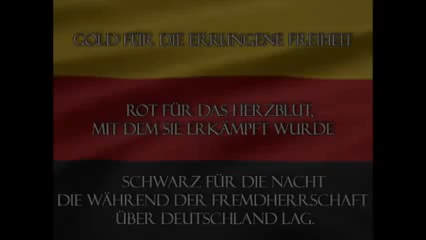 GOLD FÜR DIE ERRUNGENE FREIHEIT
ROT FÜR DAS HERZBLUT,
MIT DEM SIE ERKÄMPFT WURDE
SCHWARZ FÜR DIE NACHT
DIE WÄHREND DER FREMDHERRSCHAFT
ÜBER DEUTSCHLAND LAG.